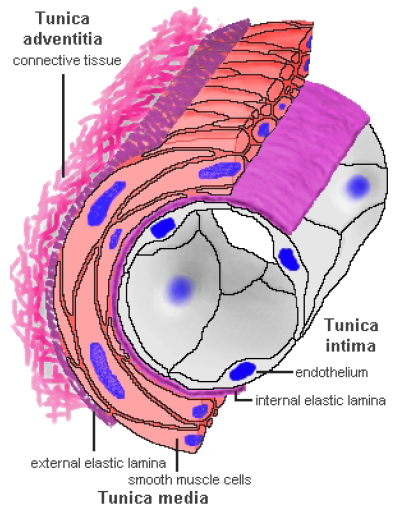 Tunica
adventitia
connective tissue
Tunica
intima
endothelium
internal elastic lamina
external elastic lamina
smooth muscle cells
Tunica media